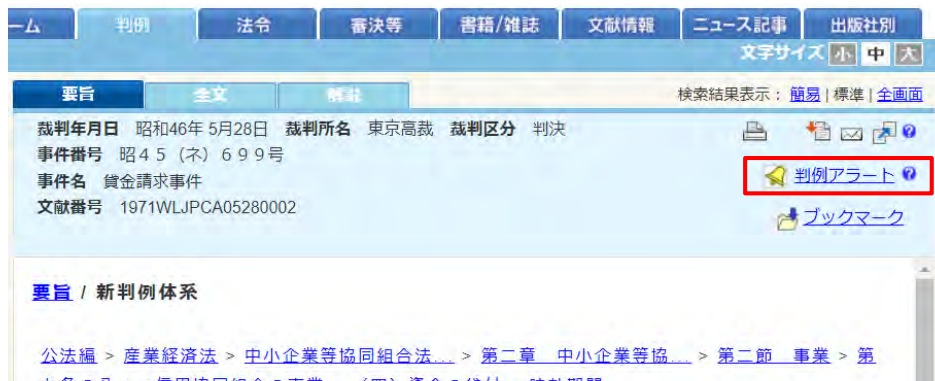 ーム 判例 法令 審決等 書籍/雑誌 文献情報 ニュース記事 出版社別
文字サイズ 小 中 大
要旨 全文 解説
検索結果表示： 簡易 | 標準 | 全画面
裁判年月日 昭和46年 5月28日 裁判所名 東京高裁 裁判区分 判決
事件番号 昭４５（ネ）６９９号
事件名 貸金請求事件
判例アラート
文献番号 1971WLJPCA05280002
ブックマーク
要旨 / 新判例体系
公法編 > 産業経済法 > 中小企業等協同組合法... > 第二章 中小企業等協... > 第二節 事業 > 第